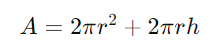 A = 2πr² + 2πrh